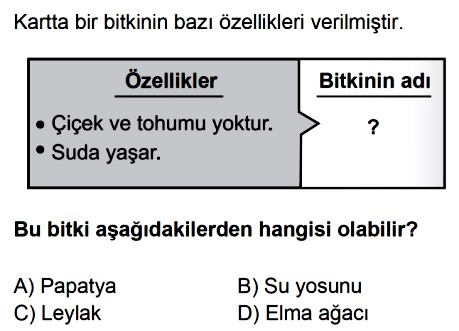 Kartta bir bitkinin bazı özellikleri verilmiştir.
Özellikler
• Çiçek ve tohumu yoktur.
• Suda yaşar.
Bitkinin adı
?
Bu bitki aşağıdakilerden hangisi olabilir?
A) Papatya B) Su yosunu
C) Leylak D) Elma ağacı